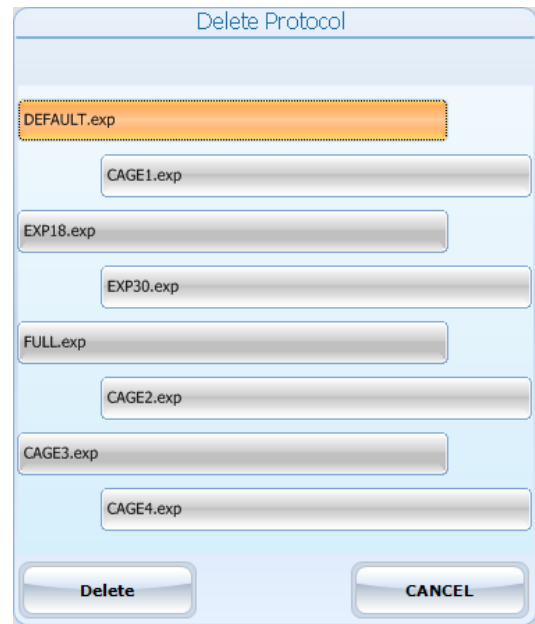 Delete Protocol
DEFAULT.exp
CAGE1.exp
EXP18.exp
EXP30.exp
FULL.exp
CAGE2.exp
CAGE3.exp
CAGE4.exp
Delete CANCEL